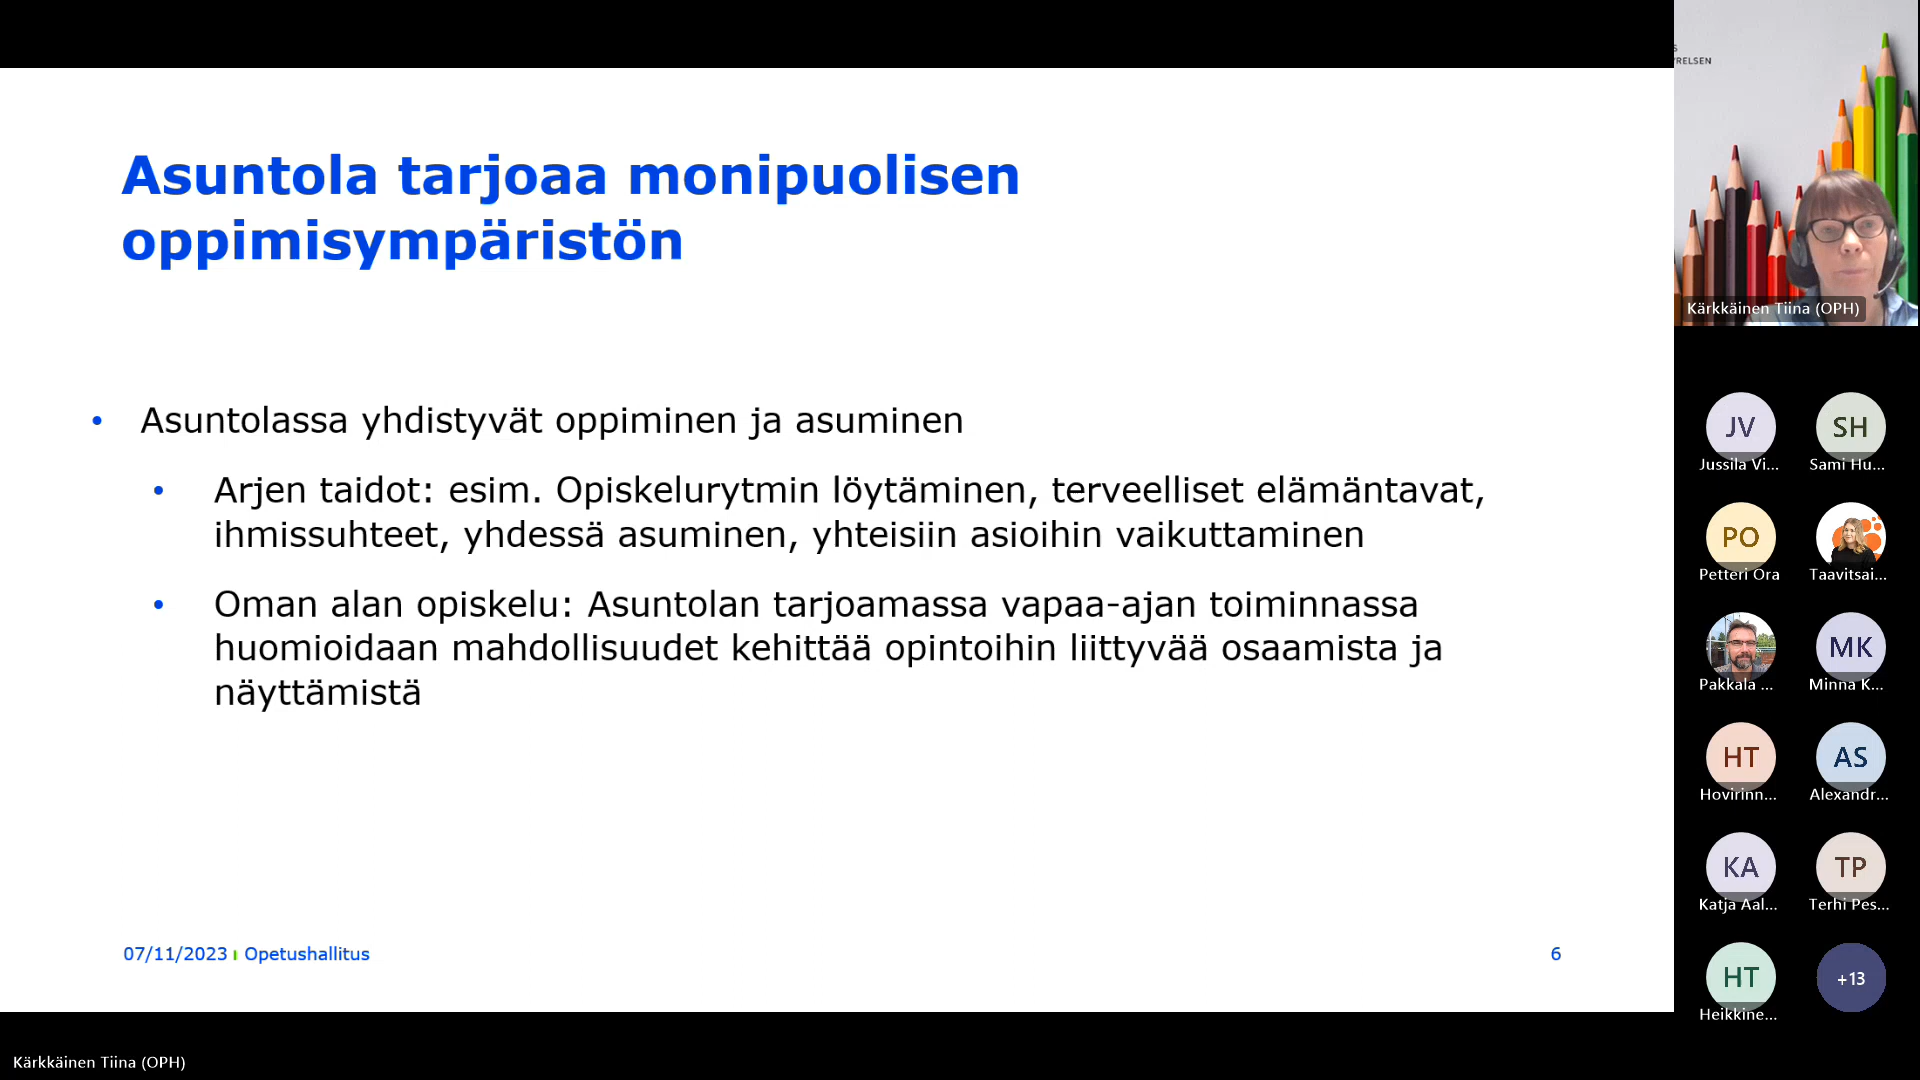 Asuntola tarjoaa monipuolisen
oppimisympäristön
• Asuntolassa yhdistyvät oppiminen ja asuminen
• Arjen taidot: esim. Opiskelurytmin löytäminen, terveelliset elämäntavat,
ihmissuhteet, yhdessä asuminen, yhteisiin asioihin vaikuttaminen
• Oman alan opiskelu: Asuntolan tarjoamassa vapaa-ajan toiminnassa
huomioidaan mahdollisuudet kehittää opintoihin liittyvää osaamista ja
näyttämistä
07/11/2023 Opetushallitus
6
Kärkkäinen Tiina (OPH)
S
YRELSEN
Kärkkäinen Tiina (OPH)
JV
Jussila Vi...
SH
Sami Hu...
PO
Petteri Ora
Taavitsai...
Pakkala ...
MK
Minna K...
HT
Hovirinn...
AS
Alexandr...
KA
Katja Aal...
TP
Terhi Pes...
HT
Heikkine...
+13